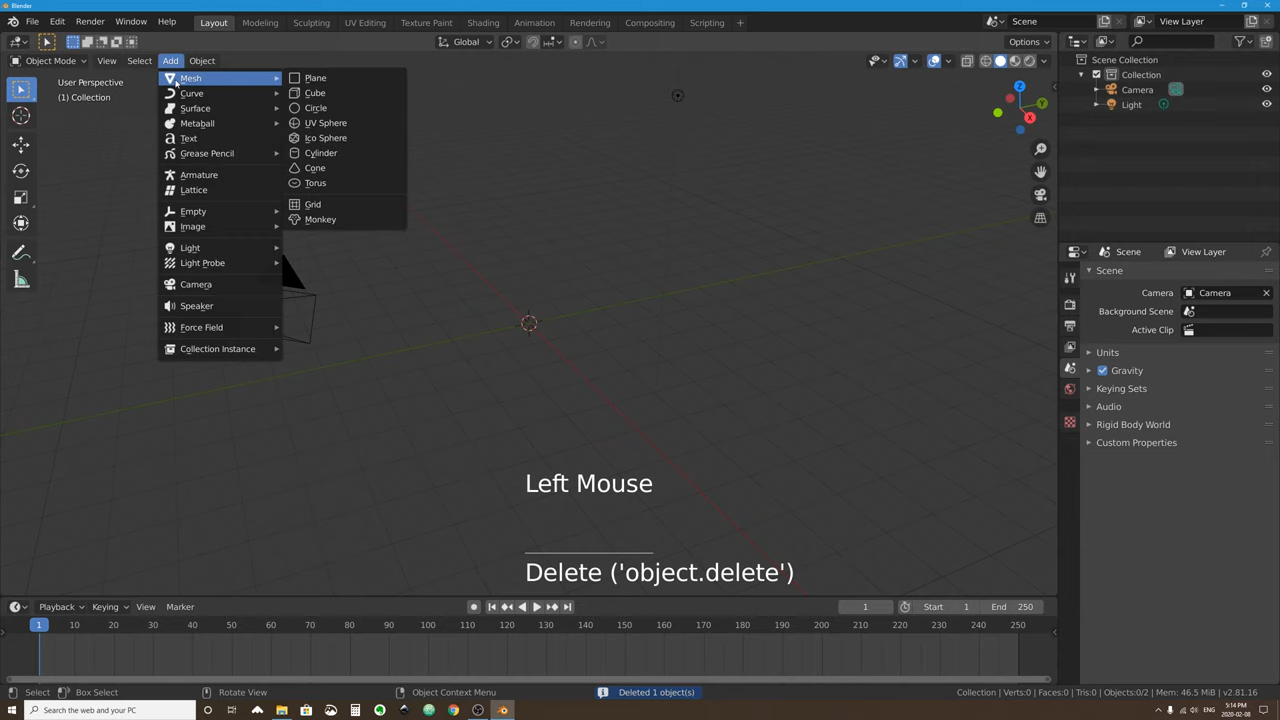 Blender
File Edit Render Window Help
Layout Modeling Sculpting UV Editing Texture Paint Shading Animation Rendering Compositing Scripting +
Scene
View Layer
Global
Options
Object Mode View Select Add Object
User Perspective
(1) Collection
Mesh
Curve
Surface
Metaball
Text
Grease Pencil
Armature
Lattice
Empty
Image
Light
Light Probe
Camera
Speaker
Force Field
Collection Instance
Plane
Cube
Circle
UV Sphere
Ico Sphere
Cylinder
Cone
Torus
Grid
Monkey
Z
Y
X
Scene Collection
Collection
Camera
Light
Scene View Layer
Scene
Camera Camera
Background Scene
Active Clip
Units
Gravity
Keying Sets
Audio
Rigid Body World
Custom Properties
Left Mouse
Delete ('object.delete')
Playback Keying View Marker
1 Start 1 End 250
1 10 20 30 40 50 60 70 80 90 100 110 120 130 140 150 160 170 180 190 200 210 220 230 240 250
Select Box Select Rotate View Object Context Menu Deleted 1 object(s) Collection | Verts:0 | Faces:0 | Tris:0 | Objects:0/2 | Mem: 46.5 MiB | v2.81.16
Search the web and your PC
ENG
5:14 PM
2020-02-08